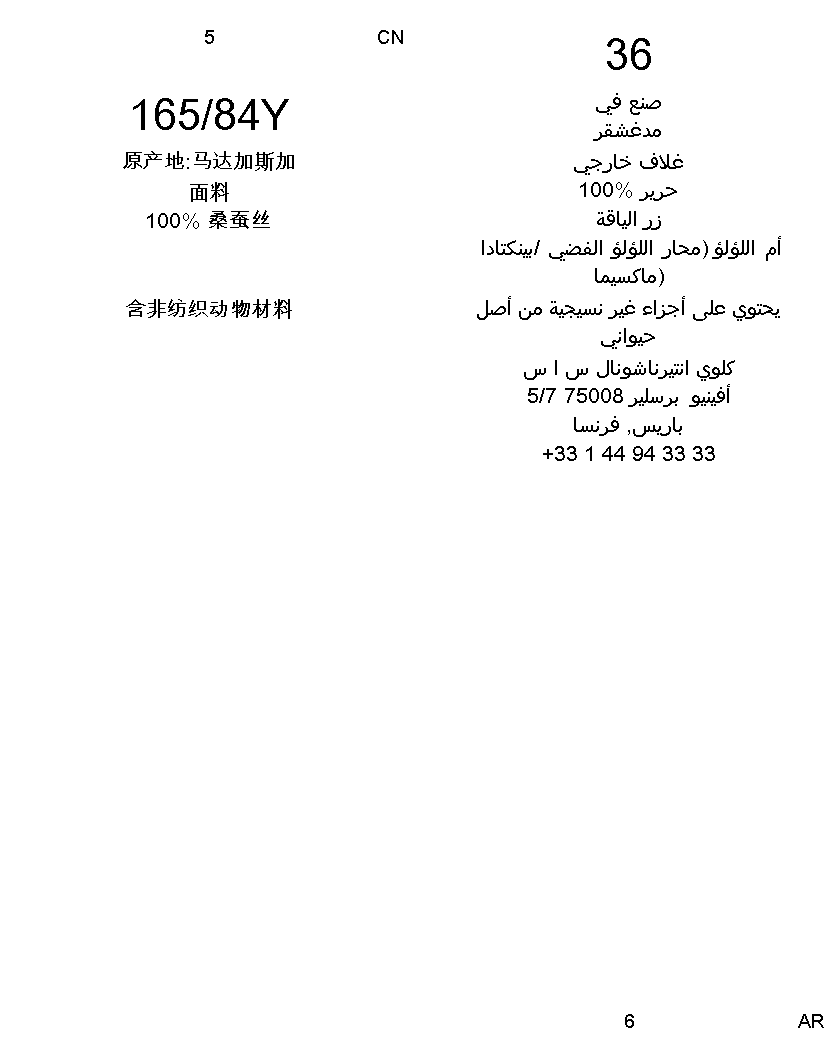 5
CN
165/84Y
原产地:马达加斯加
面料
100% 桑蚕丝
含非纺织动物材料
36
صنع في
مدغشقر
غلاف خارجي
100% حرير
زر الياقة
أم اللؤلؤ (محار اللؤلؤ الفضي /بينكتادا
ماكسيما)
يحتوي على أجزاء غير نسيجية من أصل
حيواني
كلوي انتيرناشونال س ا س
5/7 أفينيو برسلير 75008
باريس, فرنسا
+33 1 44 94 33 33
6
AR